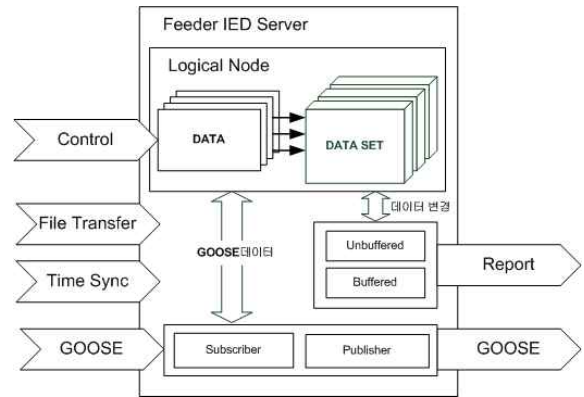 Feeder IED Server
Logical Node
Control
DATA
DATA SET
File Transfer
GOOSE데이터
데이터 변경
Unbuffered
Buffered
Report
Time Sync
GOOSE
Subscriber
Publisher
GOOSE